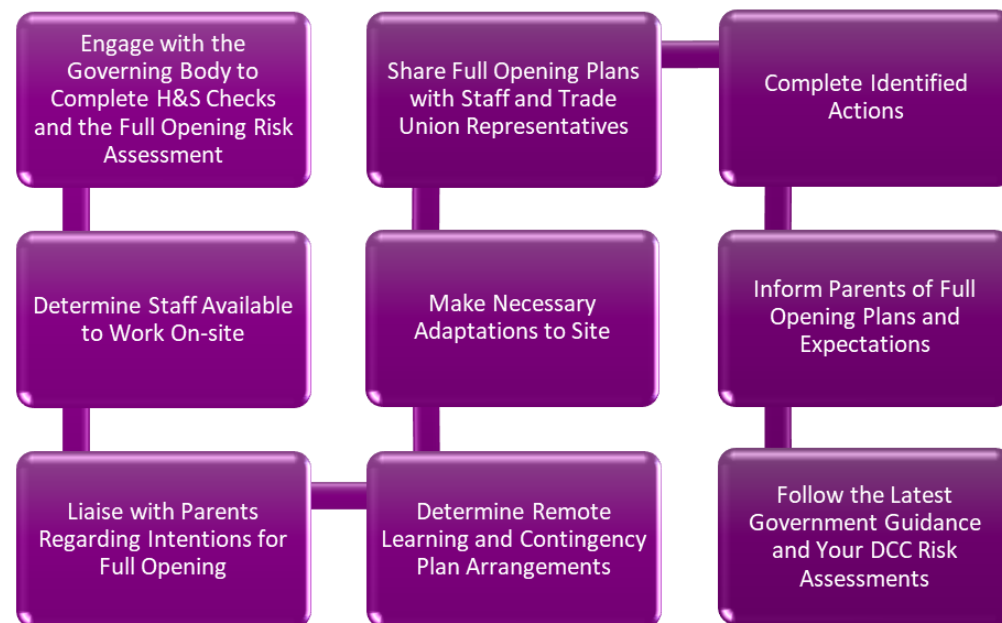 Engage with the
Governing Body to
Complete H&S Checks
and the Full Opening Risk
Assessment
Determine Staff Available
to Work On-site
Liaise with Parents
Regarding Intentions for
Full Opening
Determine Remote
Learning and Contingency
Plan Arrangements
Make Necessary
Adaptations to Site
Share Full Opening Plans
with Staff and Trade
Union Representatives
Complete Identified
Actions
Inform Parents of Full
Opening Plans and
Expectations
Follow the Latest
Government Guidance
and Your DCC Risk
Assessments